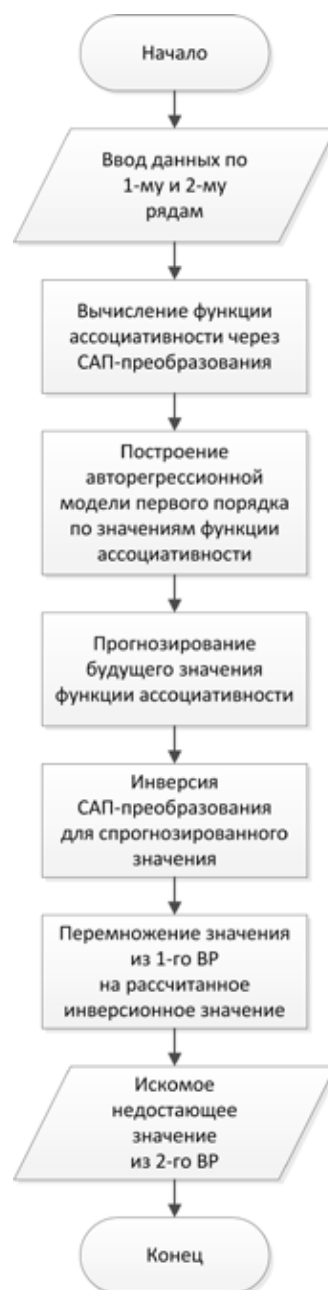 Начало
Ввод данных по
1-му и 2-му
рядам
Вычисление функции
ассоциативности через
САП-преобразования
Построение
авторегрессионной
модели первого порядка
по значениям функции
ассоциативности
Прогнозирование
будущего значения
функции ассоциативности
Инверсия
САП-преобразования
для спрогнозированного
значения
Перемножение значения
из 1-го ВР
на рассчитанное
инверсионное значение
Искомое
недостающее
значение
из 2-го ВР
Конец